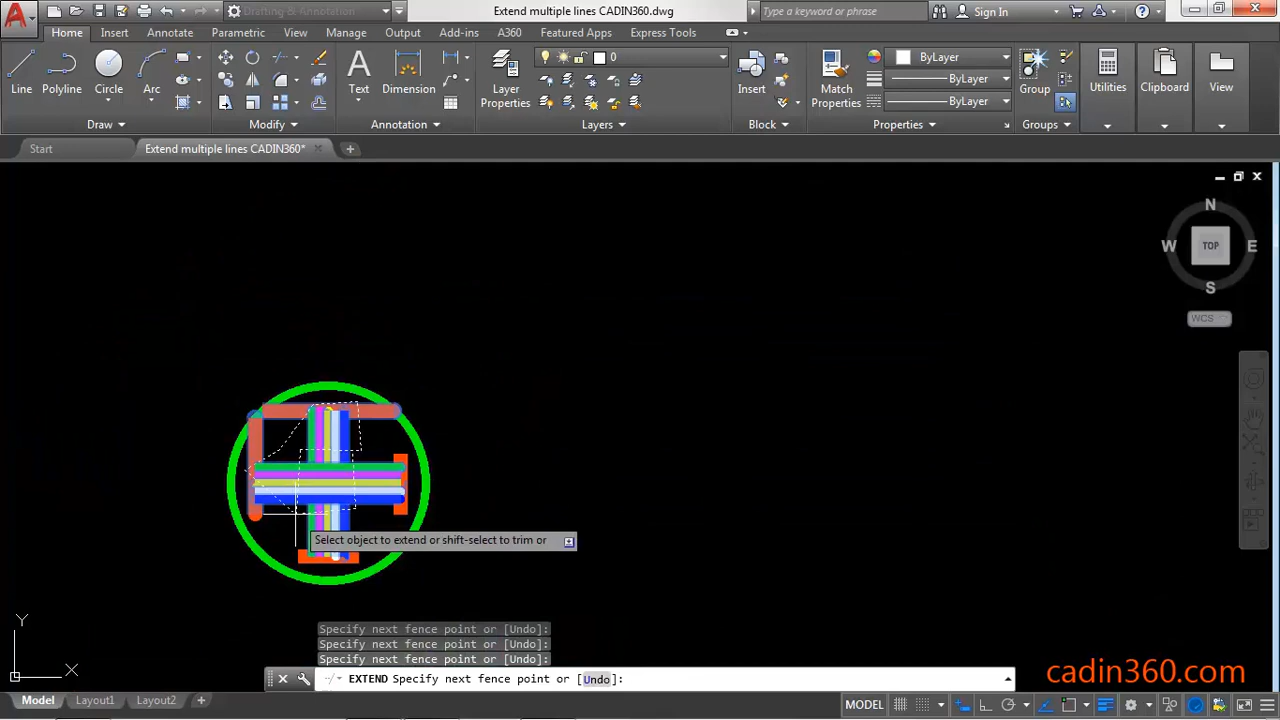 Drafting & Annotation
Extend multiple lines CADIN360.dwg
Type a keyword or phrase
Sign In
Home Insert Annotate Parametric View Manage Output Add-ins A360 Featured Apps Express Tools
0
ByLayer
ByLayer
ByLayer
Line Polyline Circle Arc Text Dimension Layer Properties Insert Match Properties Group Utilities Clipboard View
Draw Modify Annotation Layers Block Properties Groups
Start Extend multiple lines CADIN360*
N
W TOP E
S
WCS
Select object to extend or shift-select to trim or
Y
X
Specify next fence point or [Undo]:
Specify next fence point or [Undo]:
Specify next fence point or [Undo]:
EXTEND Specify next fence point or [Undo]:
cadin360.com
Model Layout1 Layout2 MODEL